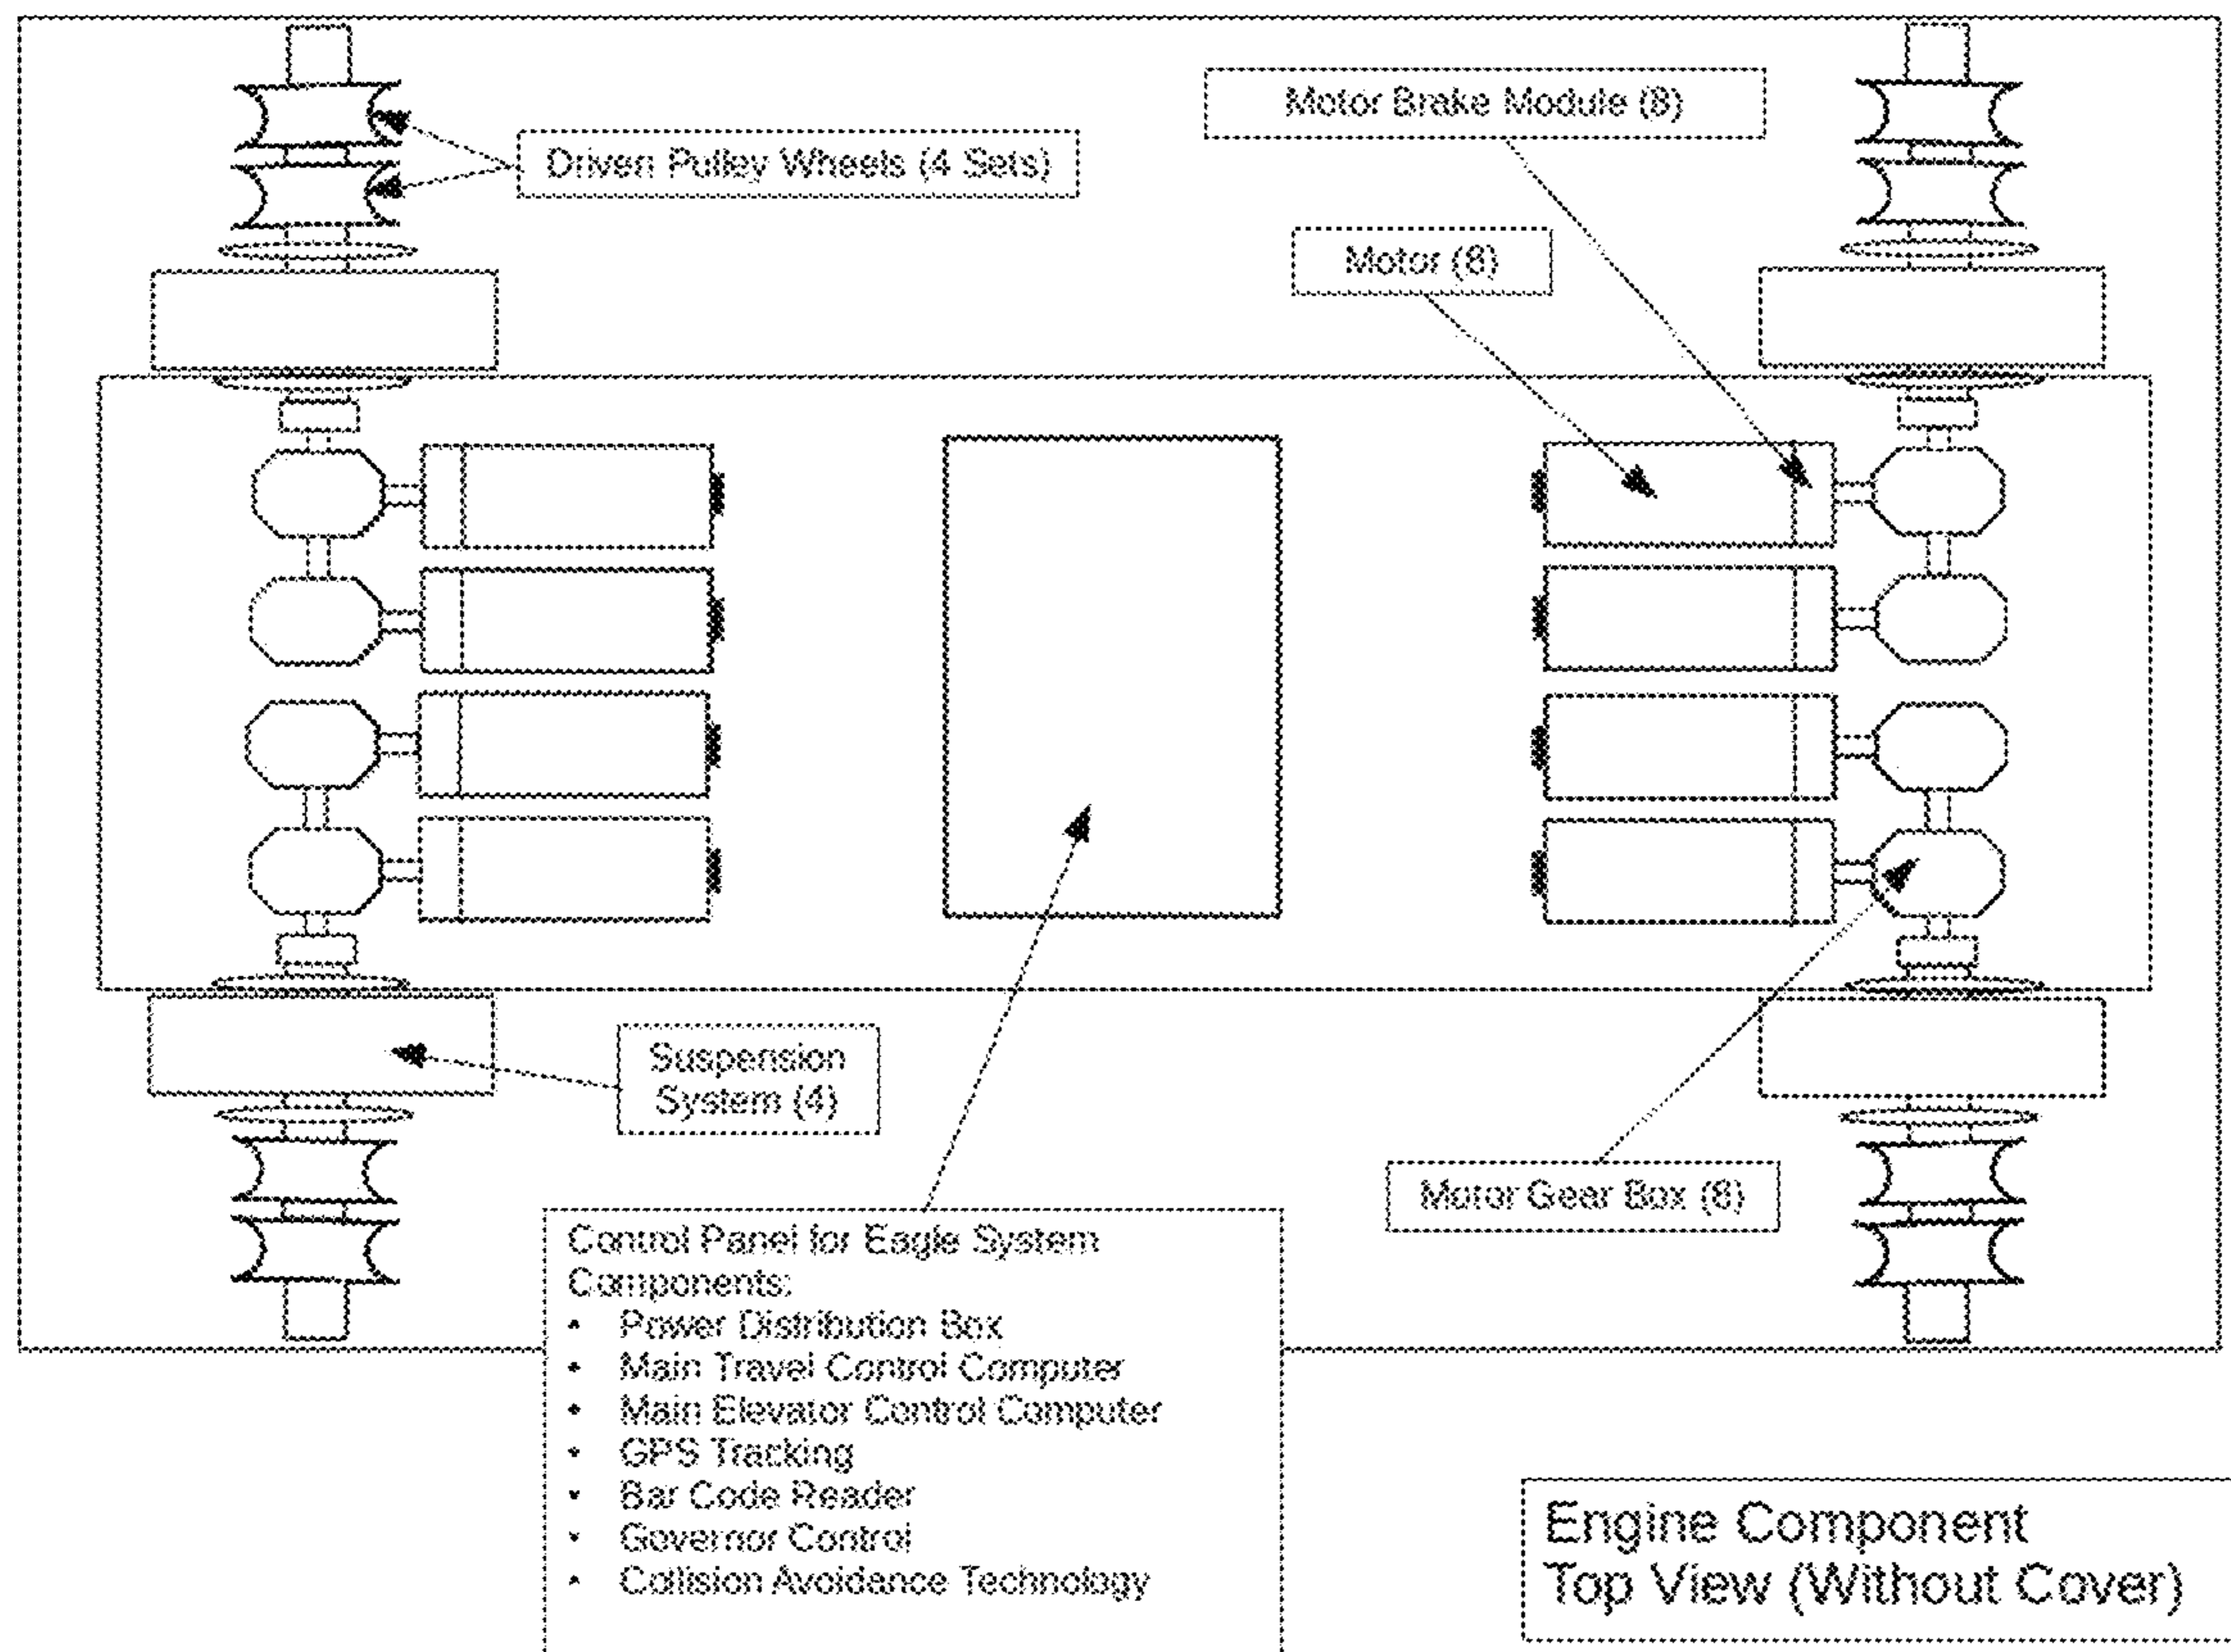 Motor Brake Module (8)
Driven Pulley Wheels (4 Sets)
Motor (8)
Suspension
System (4)
Motor Gear Box (8)
Control Panel for Eagle System
Components:
• Power Distribution Box
• Main Travel Control Computer
• Main Elevator Control Computer
• GPS Tracking
• Bar Code Reader
• Governor Control
• Collision Avoidance Technology
Engine Component
Top View (Without Cover)